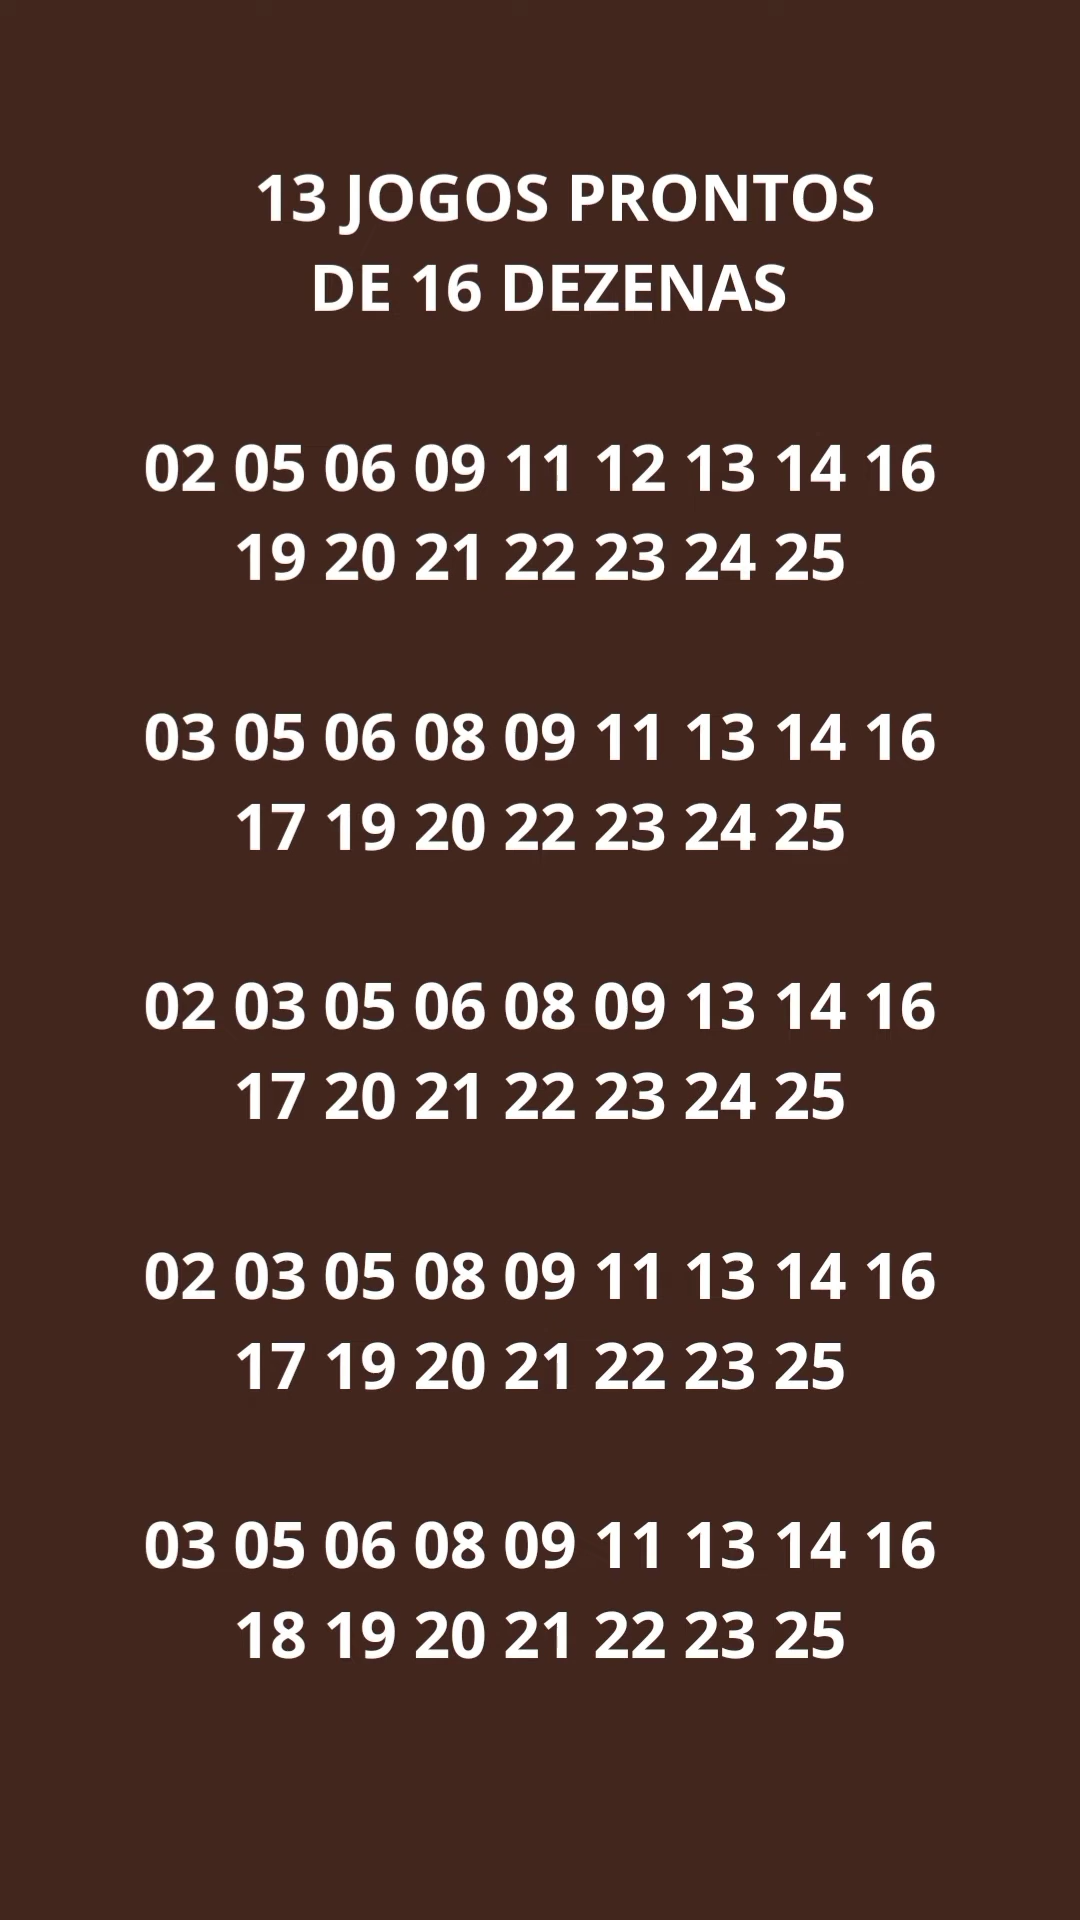 13 JOGOS PRONTOS
DE 16 DEZENAS
02 05 06 09 11 12 13 14 16
19 20 21 22 23 24 25
03 05 06 08 09 11 13 14 16
17 19 20 22 23 24 25
02 03 05 06 08 09 13 14 16
17 20 21 22 23 24 25
02 03 05 08 09 11 13 14 16
17 19 20 21 22 23 25
03 05 06 08 09 11 13 14 16
18 19 20 21 22 23 25